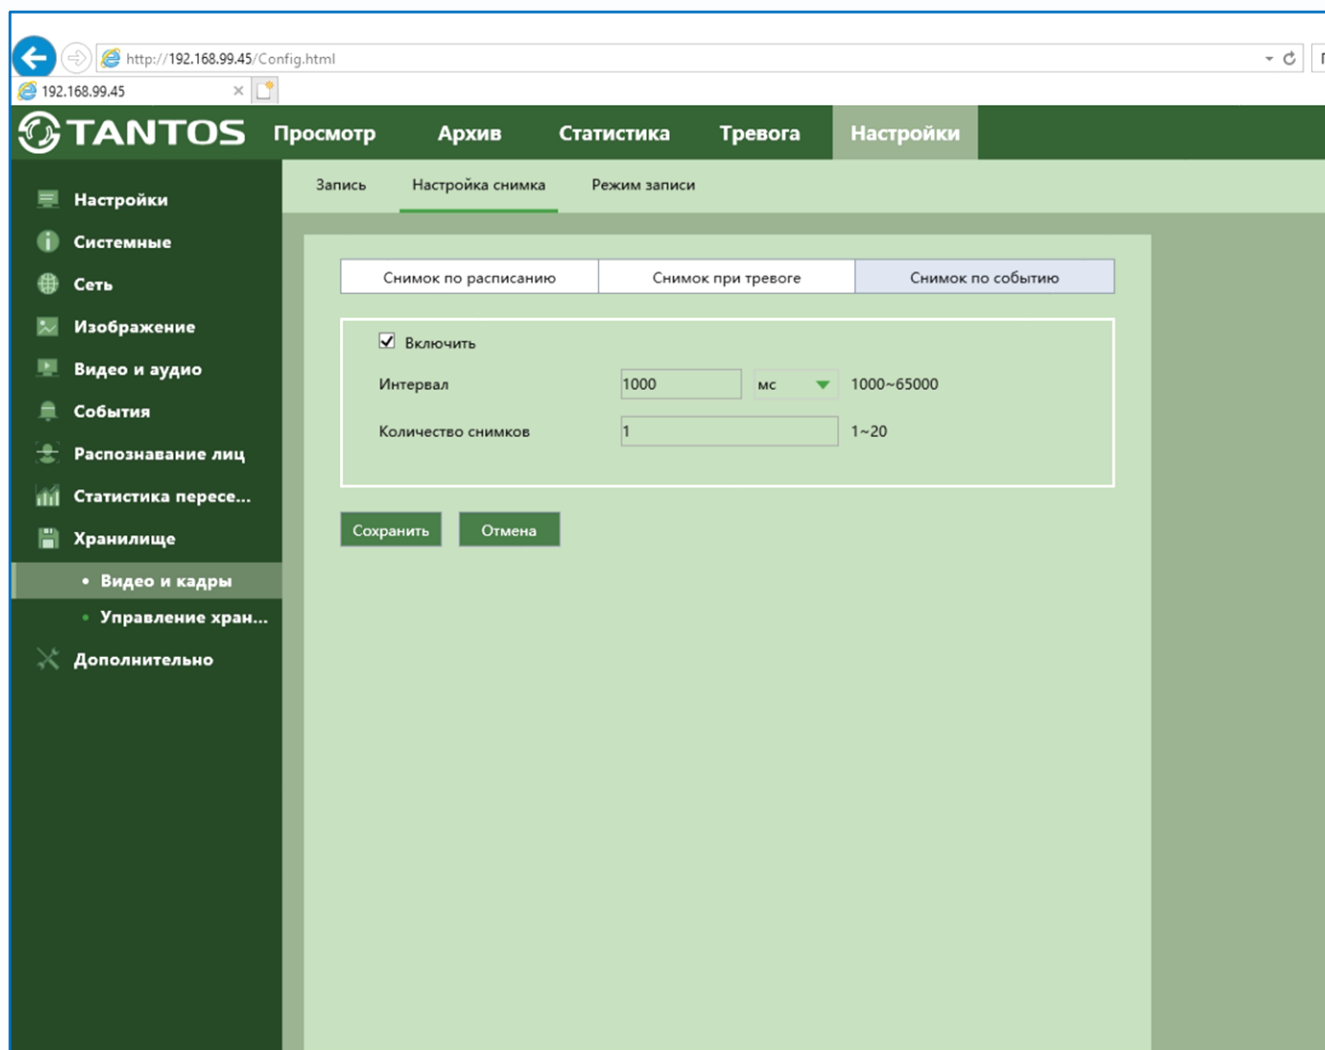 http://192.168.99.45/Config.html
192.168.99.45
TANTOS Просмотр Архив Статистика Тревога Настройки
Запись Настройка снимка Режим записи
Настройки
Системные
Сеть
Изображение
Видео и аудио
События
Распознавание лиц
Статистика пересе...
Хранилище
• Видео и кадры
• Управление хран...
Дополнительно
Снимок по расписанию Снимок при тревоге Снимок по событию
Включить
Интервал 1000 мс 1000~65000
Количество снимков 1 1~20
Сохранить Отмена